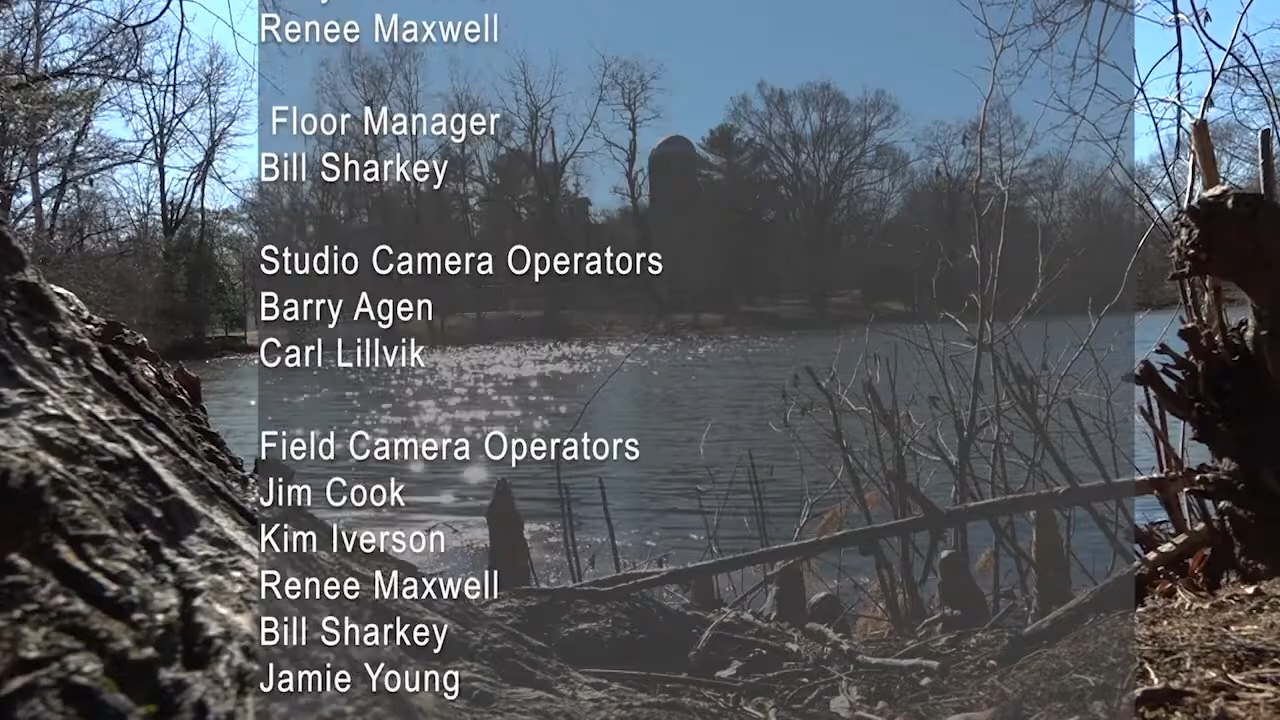 Renee Maxwell
Floor Manager
Bill Sharkey
Studio Camera Operators
Barry Agen
Carl Lillvik
Field Camera Operators
Jim Cook
Kim Iverson
Renee Maxwell
Bill Sharkey
Jamie Young